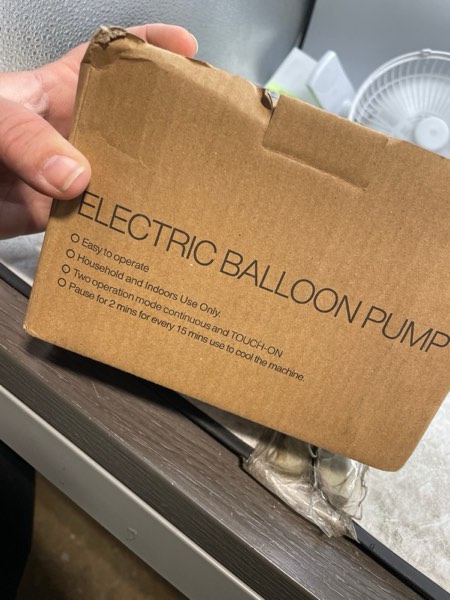 ELECTRIC BALLOON PUMP
Easy to operate
Household and Indoors Use Only.
Two operation mode continuous and TOUCH-ON
Pause for 2 mins for every 15 mins use to cool the machine.